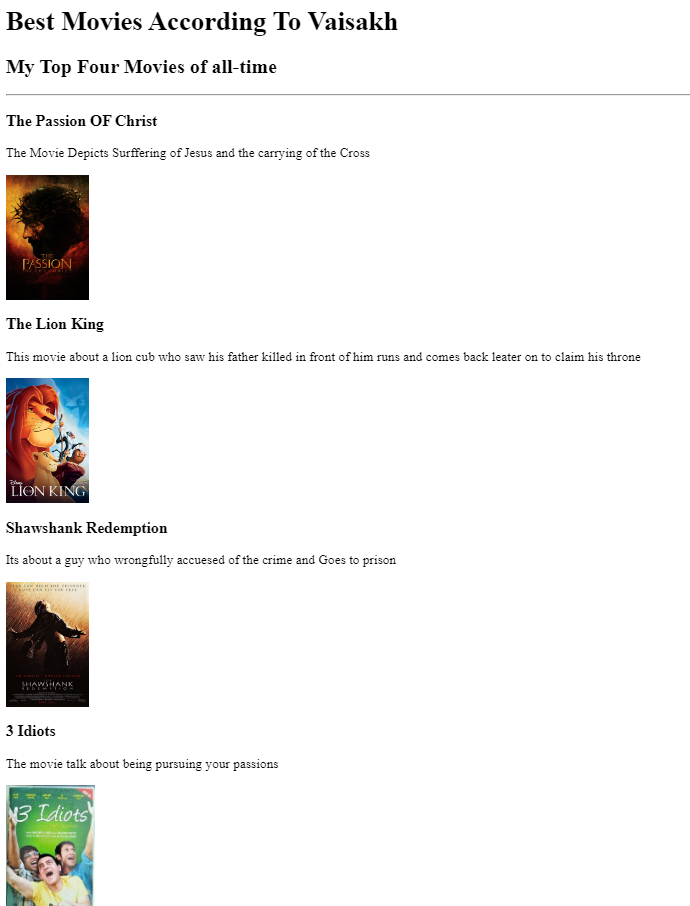 Best Movies According To Vaisakh
My Top Four Movies of all-time
The Passion OF Christ
The Movie Depicts Surffering of Jesus and the carrying of the Cross
THE
PASSION
OF THE CHRIST
The Lion King
This movie about a lion cub who saw his father killed in front of him runs and comes back leater on to claim his throne
Disney
LION KING
Shawshank Redemption
Its about a guy who wrongfully accuesed of the crime and Goes to prison
SHAWSHANK
REDEMPTION
3 Idiots
The movie talk about being pursuing your passions
3 Idiots